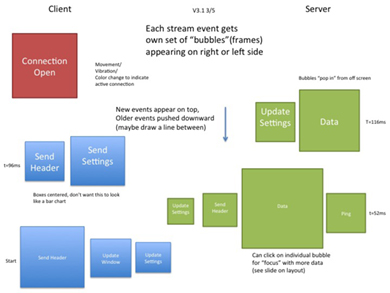 Client
V3.1 3/5
Server
Each stream event gets
own set of "bubbles"(frames)
appearing on right or left side
Connection
Open
Movement/
Vibration/
Color change to indicate
active connection
Bubbles "pop in" from off screen
New events appear on top,
Older events pushed downward
(maybe draw a line between)
Update
Settings
Data
T=116ms
t=96ms
Send
Header
Send
Settings
Boxes centered, don't want this to
look like a bar chart
Update
Settings
Send
Header
Data
Ping
t=52ms
Start
Send Header
Update
Window
Update
Settings
Can click on individual bubble
for "focus" with more data
(see slide on layout)